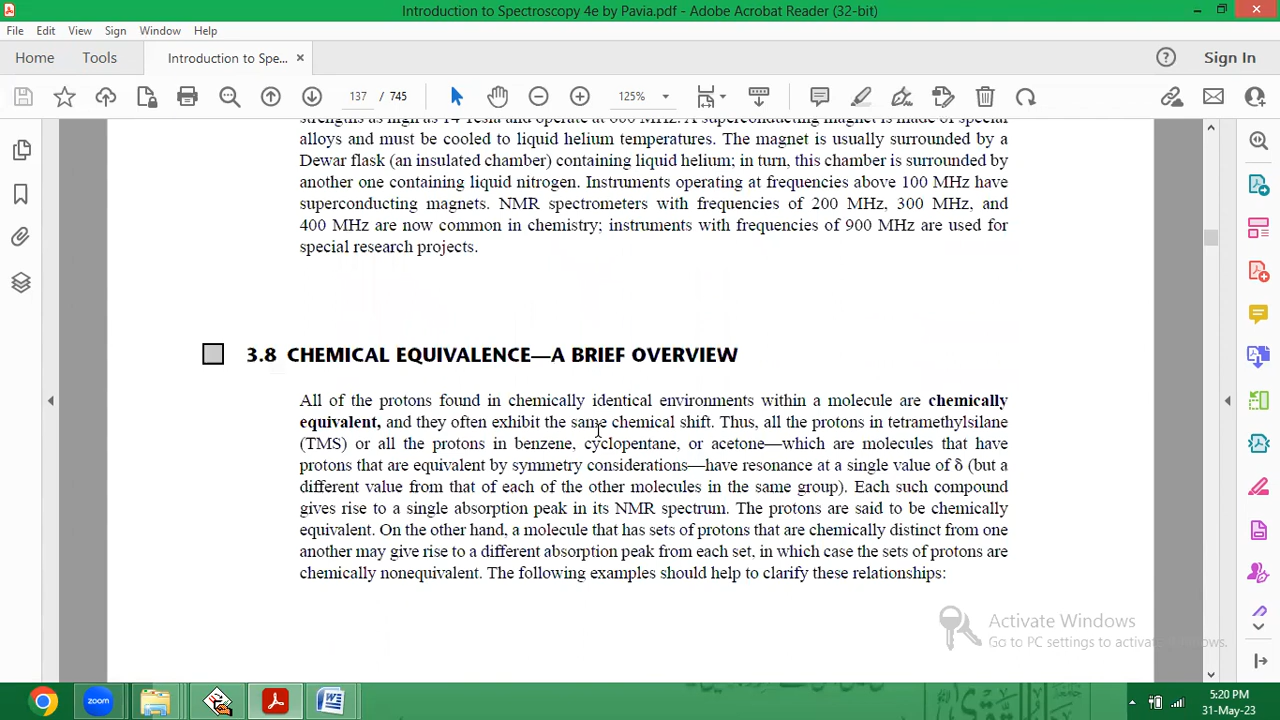 Introduction to Spectroscopy 4e by Pavia.pdf - Adobe Acrobat Reader (32-bit)
File Edit View Sign Window Help
Home Tools Introduction to Spe... × Sign In
137 / 745 125%
alloys and must be cooled to liquid helium temperatures. The magnet is usually surrounded by a
Dewar flask (an insulated chamber) containing liquid helium; in turn, this chamber is surrounded by
another one containing liquid nitrogen. Instruments operating at frequencies above 100 MHz have
superconducting magnets. NMR spectrometers with frequencies of 200 MHz, 300 MHz, and
400 MHz are now common in chemistry; instruments with frequencies of 900 MHz are used for
special research projects.
3.8 CHEMICAL EQUIVALENCE—A BRIEF OVERVIEW
All of the protons found in chemically identical environments within a molecule are chemically
equivalent, and they often exhibit the same chemical shift. Thus, all the protons in tetramethylsilane
(TMS) or all the protons in benzene, cyclopentane, or acetone—which are molecules that have
protons that are equivalent by symmetry considerations—have resonance at a single value of δ (but a
different value from that of each of the other molecules in the same group). Each such compound
gives rise to a single absorption peak in its NMR spectrum. The protons are said to be chemically
equivalent. On the other hand, a molecule that has sets of protons that are chemically distinct from one
another may give rise to a different absorption peak from each set, in which case the sets of protons are
chemically nonequivalent. The following examples should help to clarify these relationships:
Activate Windows
Go to PC settings to activate Windows.
zoom
5:20 PM
31-May-23